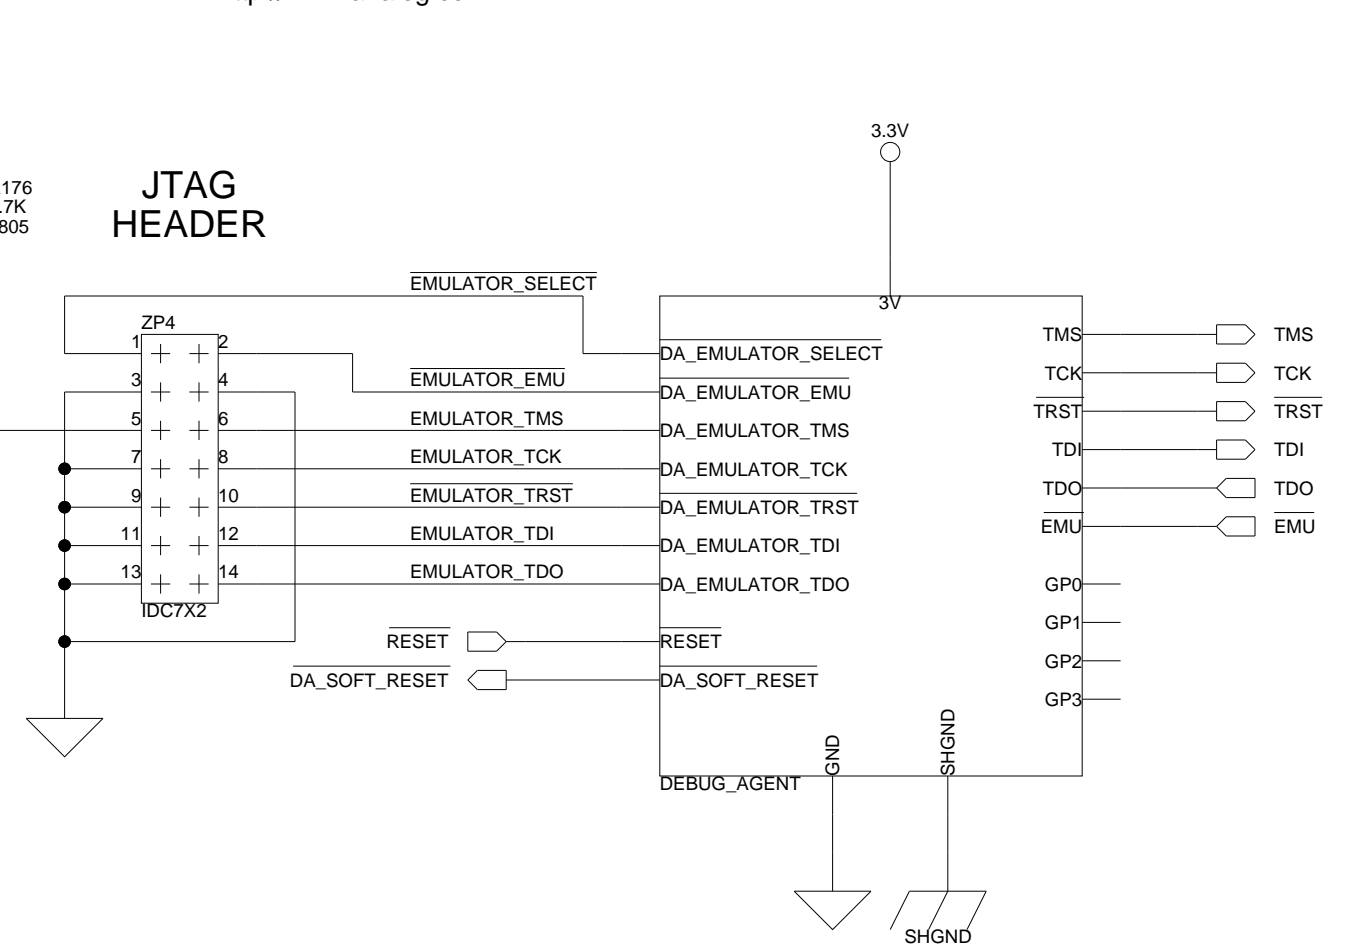 3.3V
176
.7K
805
JTAG
HEADER
EMULATOR_SELECT
3V
ZP4
1 2
3 4
5 6
7 8
9 10
11 12
13 14
IDC7X2
EMULATOR_EMU
EMULATOR_TMS
EMULATOR_TCK
EMULATOR_TRST
EMULATOR_TDI
EMULATOR_TDO
RESET
DA_SOFT_RESET
DA_EMULATOR_SELECT
DA_EMULATOR_EMU
DA_EMULATOR_TMS
DA_EMULATOR_TCK
DA_EMULATOR_TRST
DA_EMULATOR_TDI
DA_EMULATOR_TDO
RESET
DA_SOFT_RESET
TMS TMS
TCK TCK
TRST TRST
TDI TDI
TDO TDO
EMU EMU
GP0
GP1
GP2
GP3
GND
SHGND
DEBUG_AGENT
SHGND